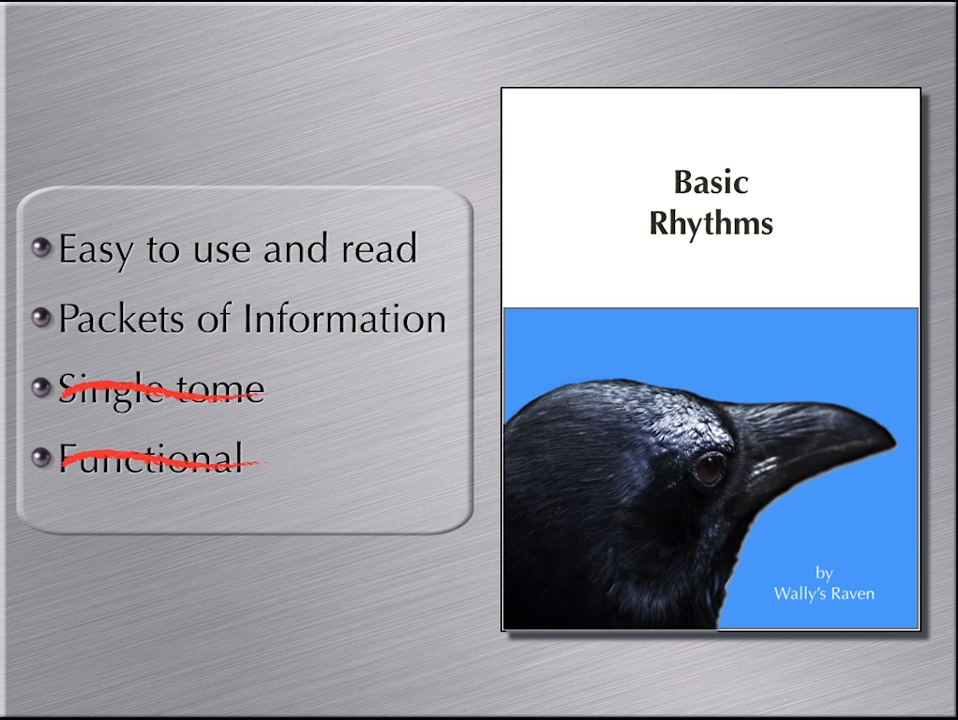 Easy to use and read
Packets of Information
Single tome
Functional
Basic
Rhythms
by
Wally's Raven